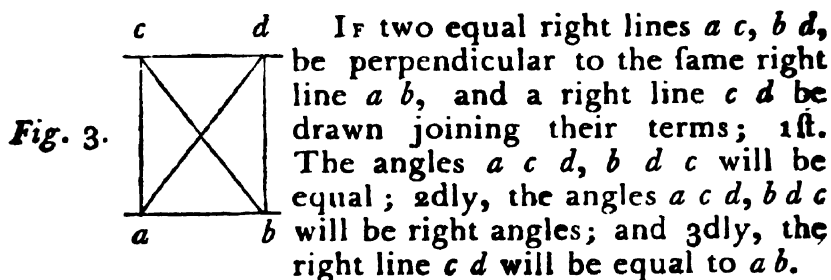 c d
If two equal right lines a c, b d,
be perpendicular to the ſame right
line a b, and a right line c d be
Fig. 3.
drawn joining their terms; 1ſt.
The angles a c d, b d c will be
equal; 2dly, the angles a c d, b d c
will be right angles; and 3dly, the
right line c d will be equal to a b.
a b